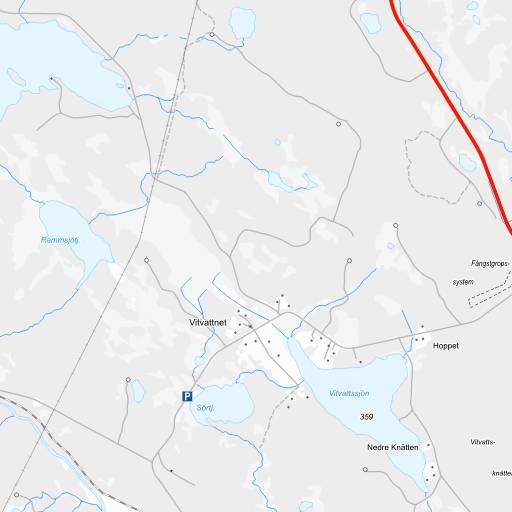 Rammsjötj.
Fångstgrops-
system
Vitvattnet
Hoppet
Vitvattssjön
P
Sörtj.
359
Nedre Knätten
Vitvatts-
knätten